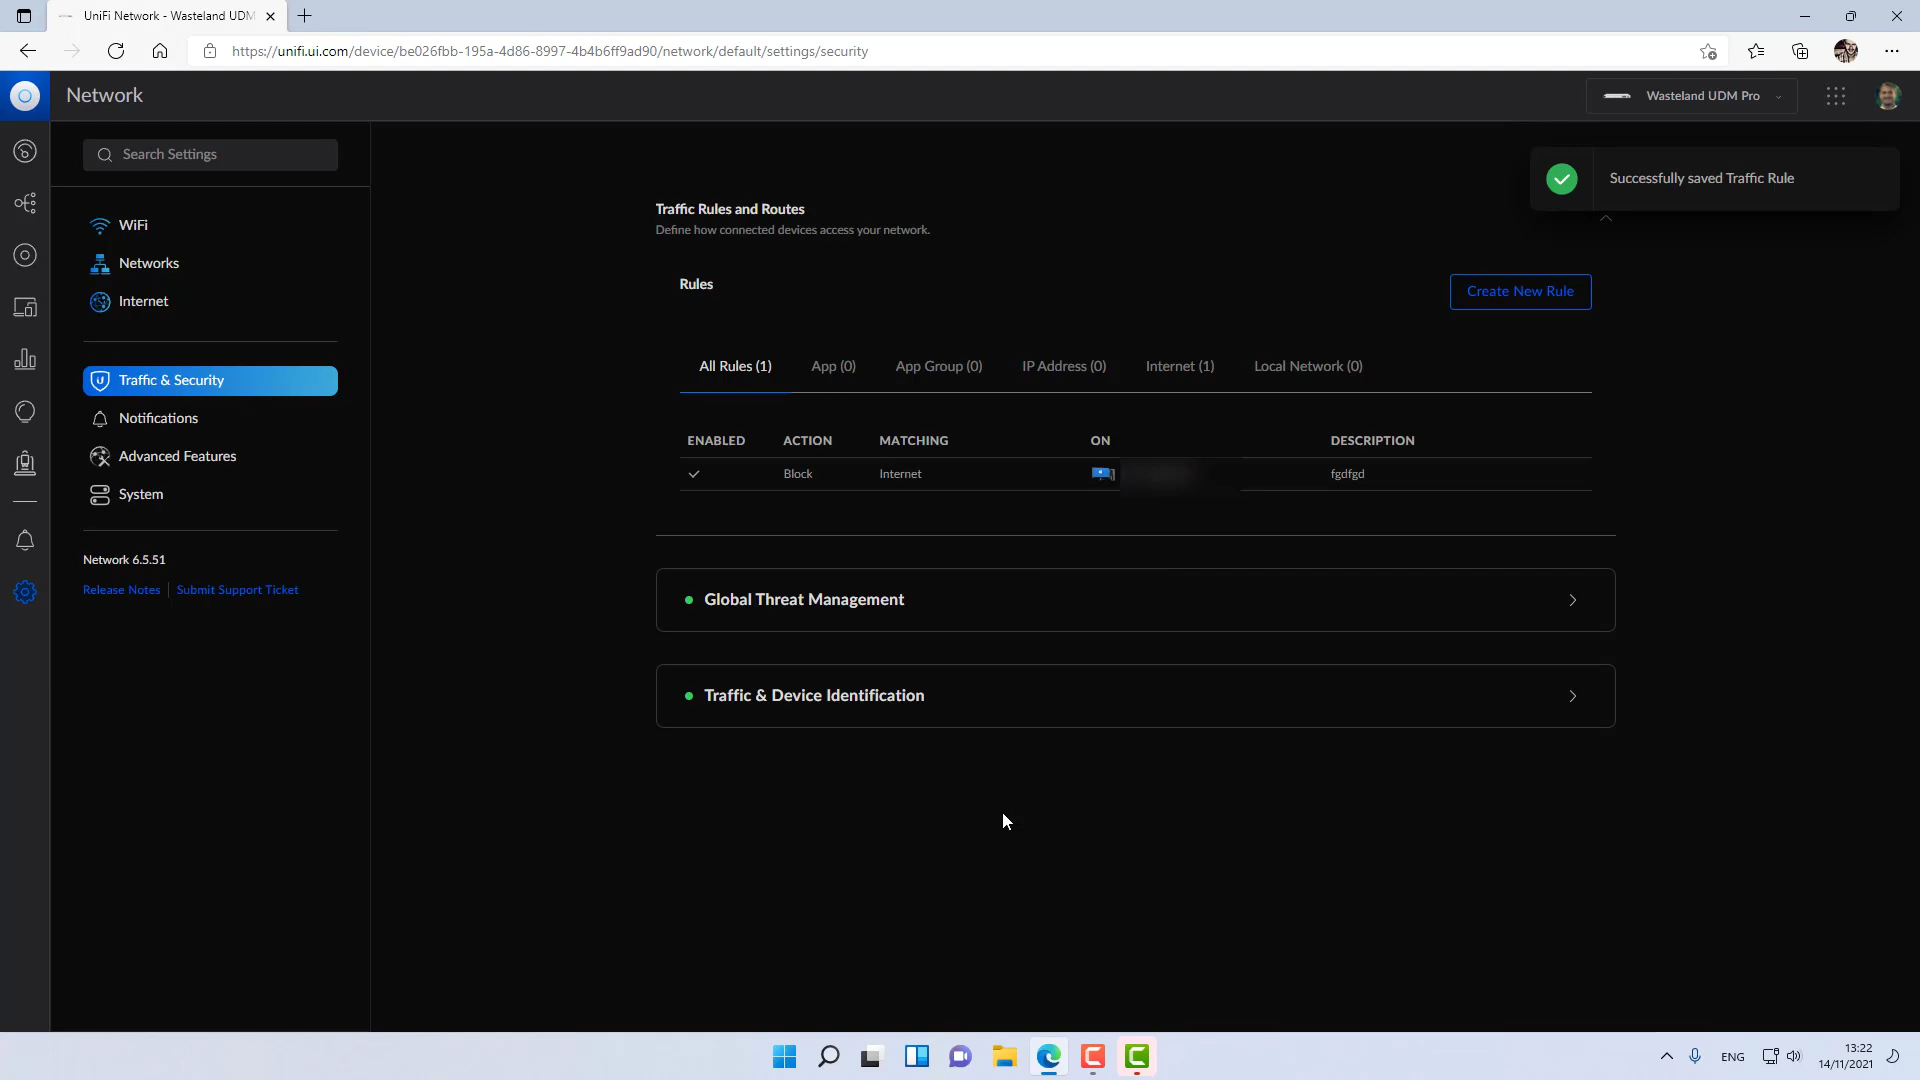 UniFi Network - Wasteland UDM
https://unifi.ui.com/device/be026fbb-195a-4d86-8997-4b4b6ff9ad90/network/default/settings/security
Network
Wasteland UDM Pro
Search Settings
Successfully saved Traffic Rule
WiFi
Networks
Internet
Traffic & Security
Notifications
Advanced Features
System
Network 6.5.51
Release Notes | Submit Support Ticket
Traffic Rules and Routes
Define how connected devices access your network.
Rules
Create New Rule
All Rules (1) App (0) App Group (0) IP Address (0) Internet (1) Local Network (0)
ENABLED ACTION MATCHING ON DESCRIPTION
Block Internet fgdfgd
Global Threat Management
Traffic & Device Identification
ENG
13:22
14/11/2021